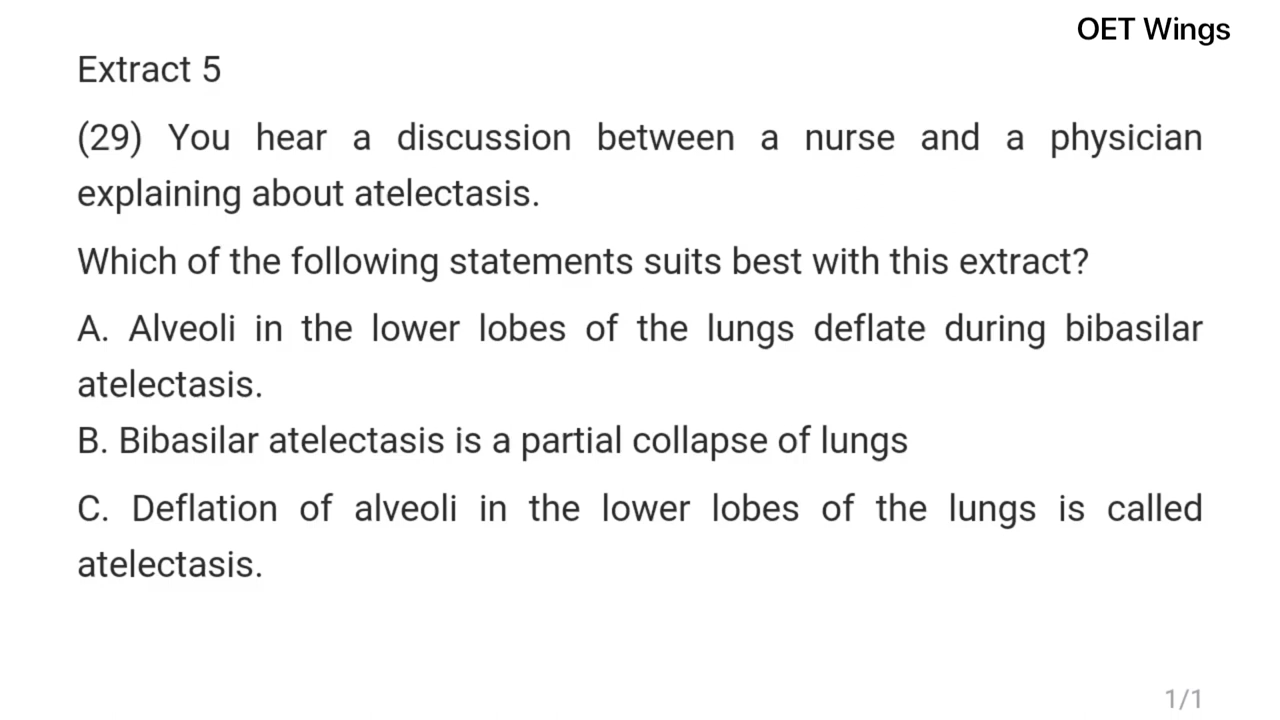 OET Wings
Extract 5
(29) You hear a discussion between a nurse and a physician
explaining about atelectasis.
Which of the following statements suits best with this extract?
A. Alveoli in the lower lobes of the lungs deflate during bibasilar
atelectasis.
B. Bibasilar atelectasis is a partial collapse of lungs
C. Deflation of alveoli in the lower lobes of the lungs is called
atelectasis.
1/1